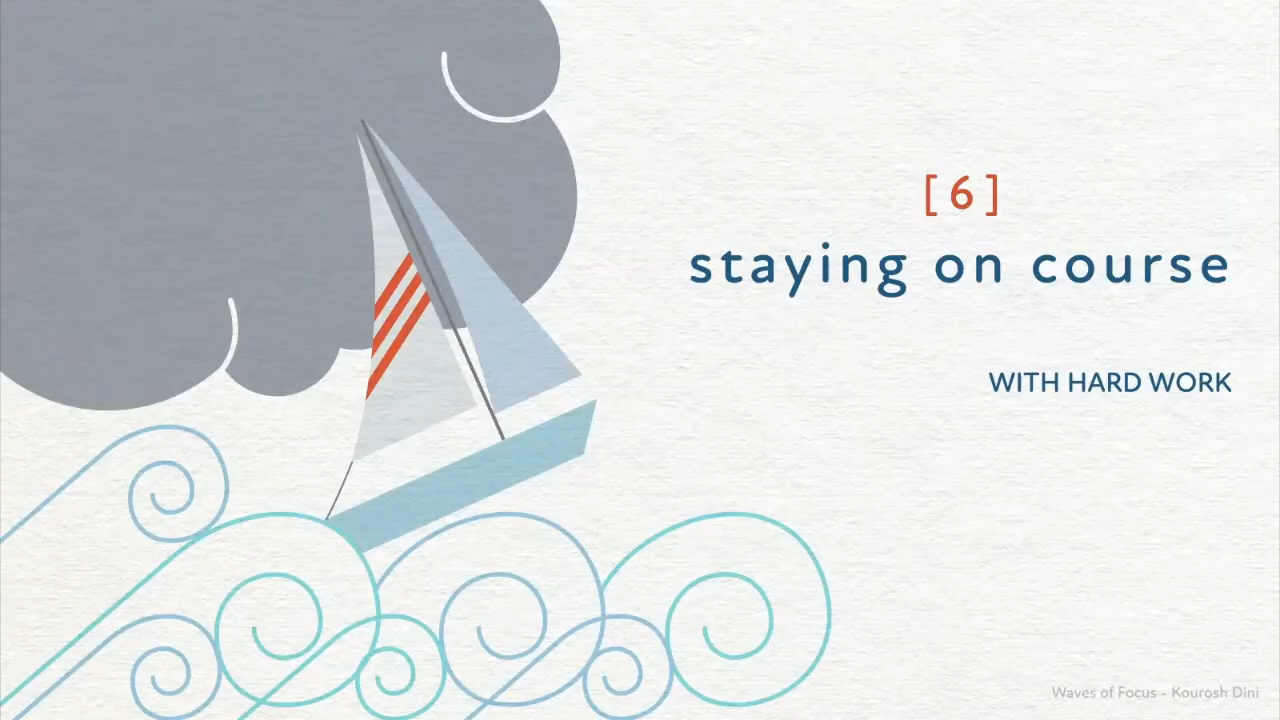 [6]
staying on course
WITH HARD WORK
Waves of Focus - Kourosh Dini